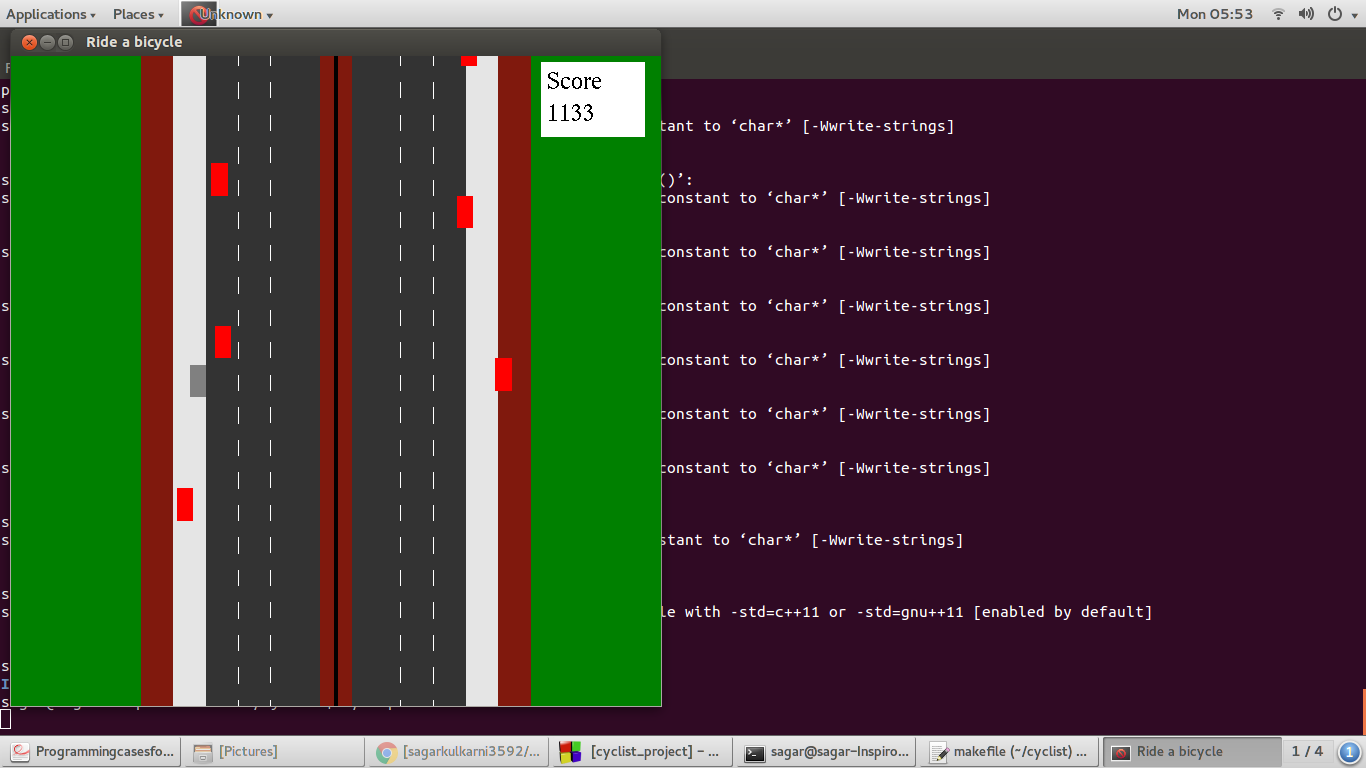 Applications Places Unknown Mon 05:53
Ride a bicycle
Score
1133
tant to ‘char*’ [-Wwrite-strings]
()’:
constant to ‘char*’ [-Wwrite-strings]
constant to ‘char*’ [-Wwrite-strings]
constant to ‘char*’ [-Wwrite-strings]
constant to ‘char*’ [-Wwrite-strings]
constant to ‘char*’ [-Wwrite-strings]
constant to ‘char*’ [-Wwrite-strings]
stant to ‘char*’ [-Wwrite-strings]
le with -std=c++11 or -std=gnu++11 [enabled by default]
Programmingcasesfo... [Pictures] [sagarkulkarni3592/... [cyclist_project] – ... sagar@sagar-Inspiro... makefile (~/cyclist) ... Ride a bicycle 1 / 4 1